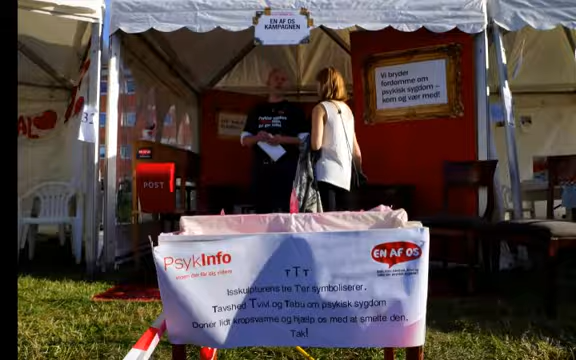 EN AF OS
KAMPAGNEN
Vi bryder
fordomme om
psykisk sygdom –
kom og vær med!
POST
PsykInfo
EN AF OS
T T T
Isskulpturens tre T'er symboliserer.
Tavshed Tvivl og Tabu om psykisk sygdom
Donér lidt kropsvarme og hjælp os med at smelte den.
Tak!